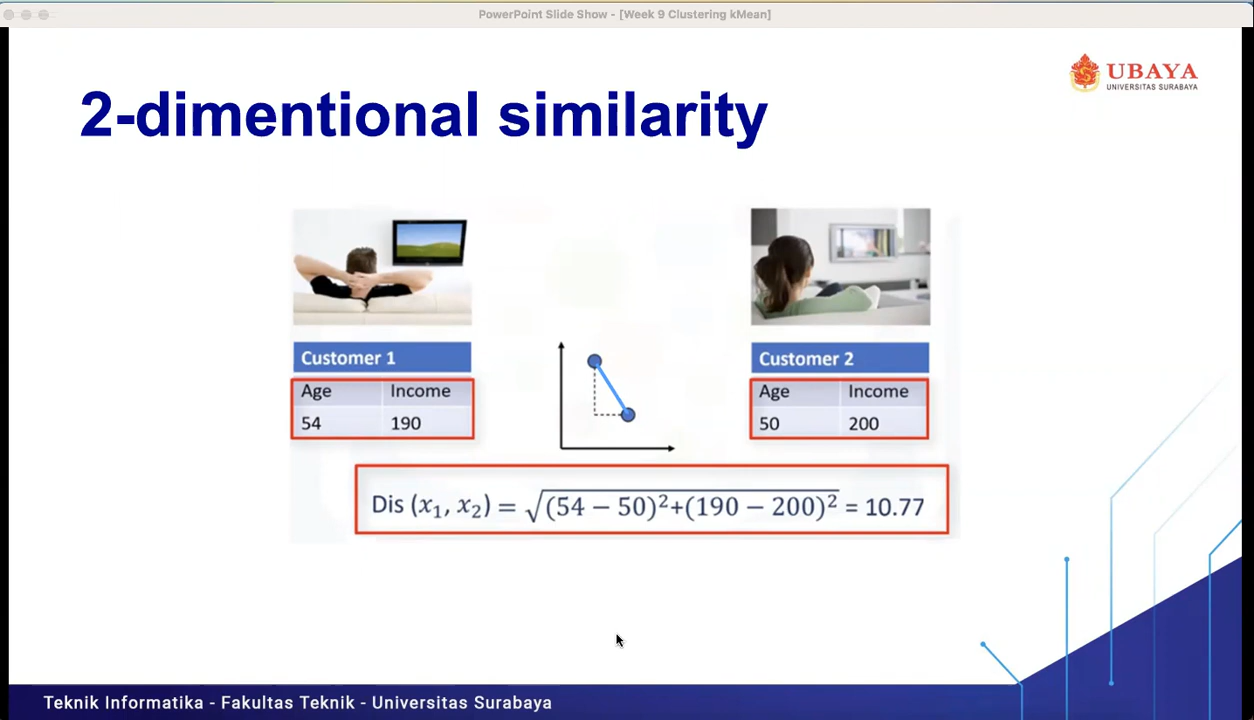 PowerPoint Slide Show - [Week 9 Clustering kMean]
UBAYA
UNIVERSITAS SURABAYA
2-dimentional similarity
Customer 1
Age Income
54 190
Customer 2
Age Income
50 200
Dis (x₁, x₂) = √(54 − 50)²+(190 − 200)² = 10.77
Teknik Informatika - Fakultas Teknik - Universitas Surabaya